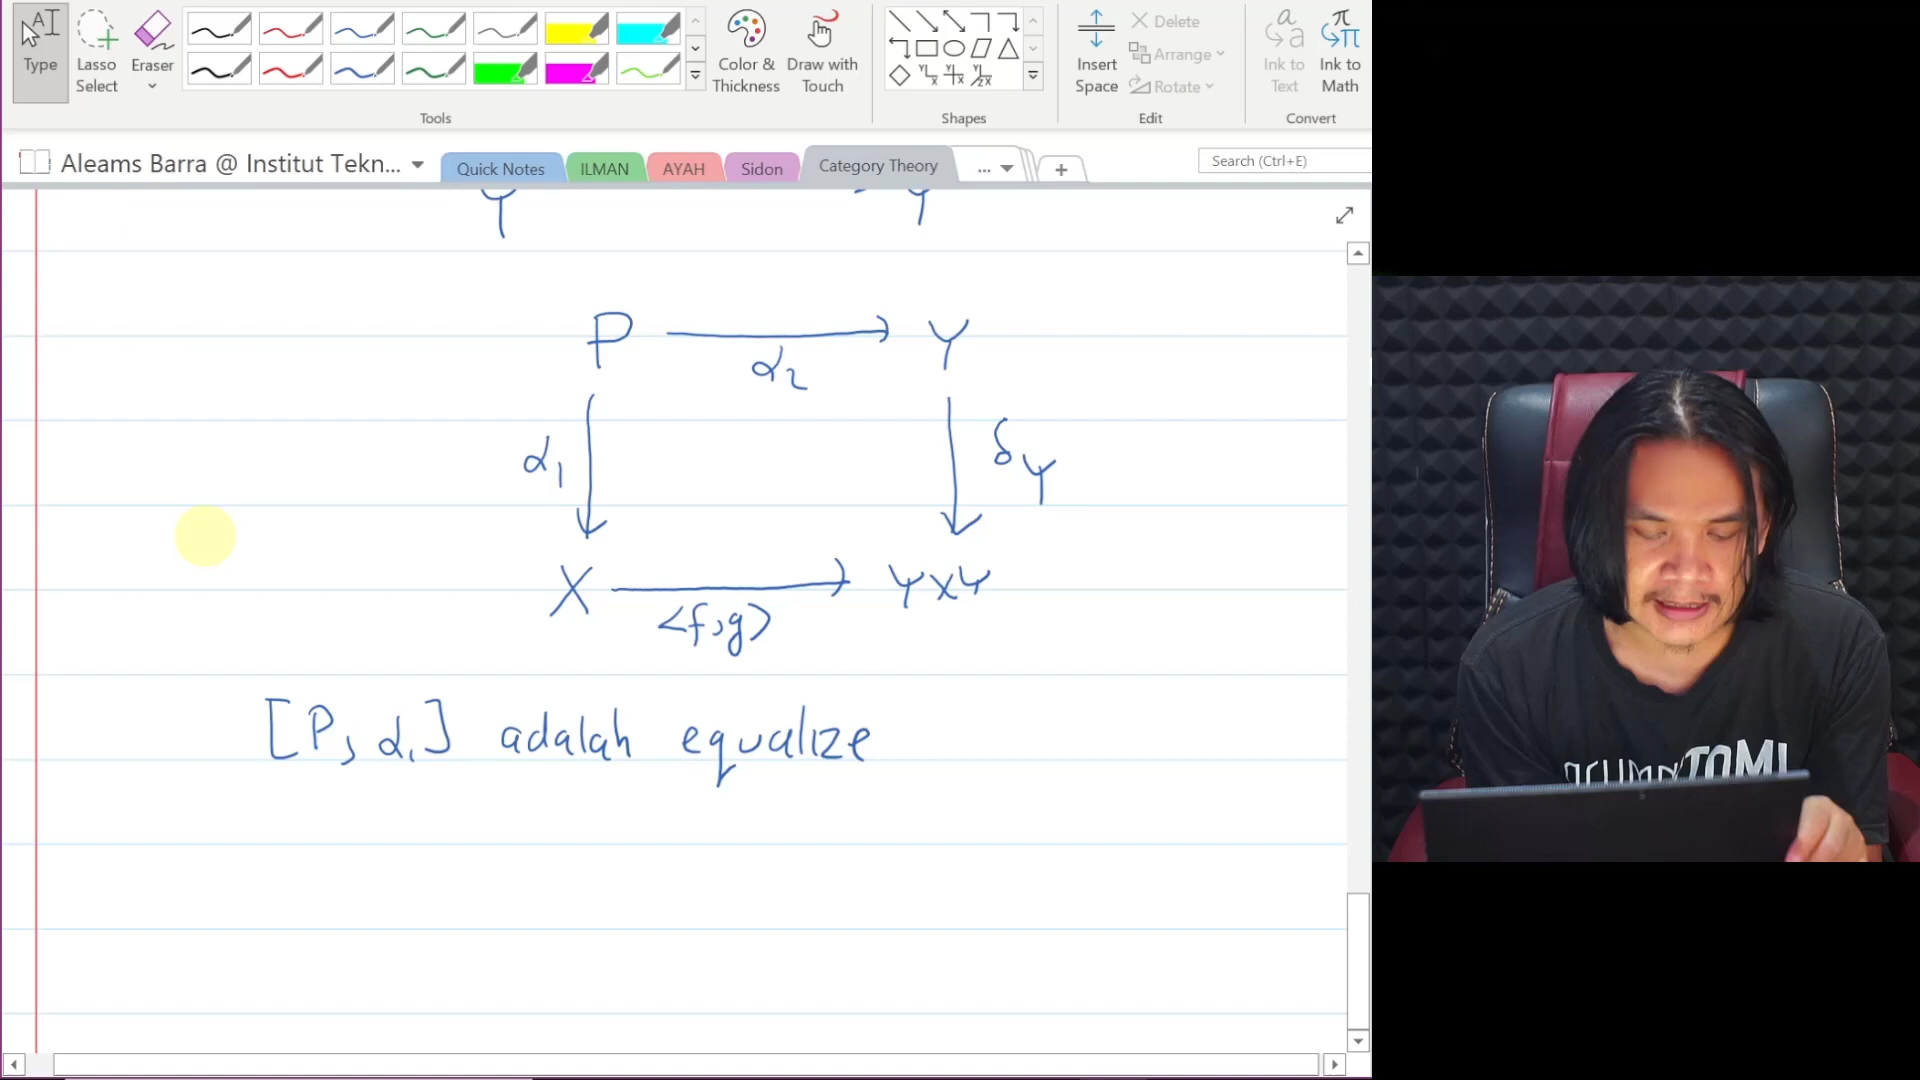 Type
Lasso Select
Eraser
Color & Thickness
Draw with Touch
Insert Space
Delete
Arrange
Rotate
Ink to Text
Ink to Math
Tools
Shapes
Edit
Convert
Aleams Barra @ Institut Tekn...
Quick Notes
ILMAN
AYAH
Sidon
Category Theory
...
Search (Ctrl+E)
Y Y
P Y
α₂
α₁ δ_Y
X Y×Y
<f,g>
[P, α₁] adalah equalize